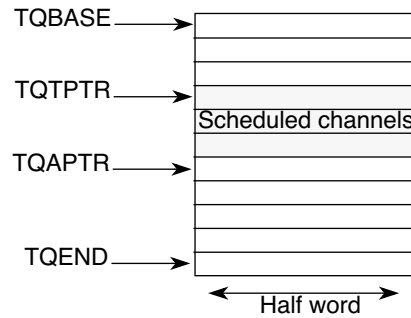 TQBASE
TQTPTR
Scheduled channels
TQAPTR
TQEND
Half word